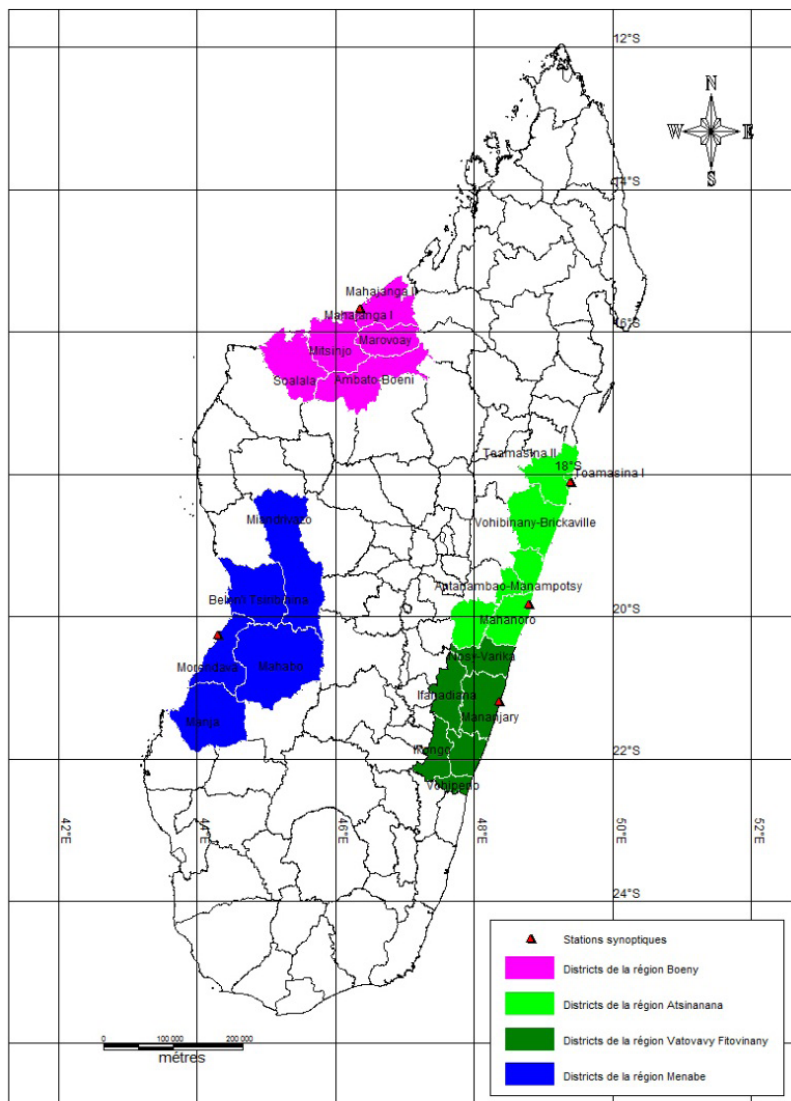 12°S
N
W E
S
14°S
Mahajanga II
Mahajanga I
16°S
Marovoay
Mitsinjo
Soalala
Ambato-Boeni
Toamasina II
18°S
Toamasina I
Miandrivazo
Vohibinany-Brickaville
Antanambao-Manampotsy
Belo-ni Tsiribihina
20°S
Mahanoro
Nosy-Varika
Morondava
Mahabo
Ifanadiana
Mananjary
Manja
Ikongo
22°S
Vohipeno
42°E
44°E
46°E
48°E
50°E
52°E
24°S
Stations synoptiques
Districts de la région Boeny
Districts de la région Atsinanana
Districts de la région Vatovavy Fitovinany
Districts de la région Menabe
0 100 000 200 000
métres